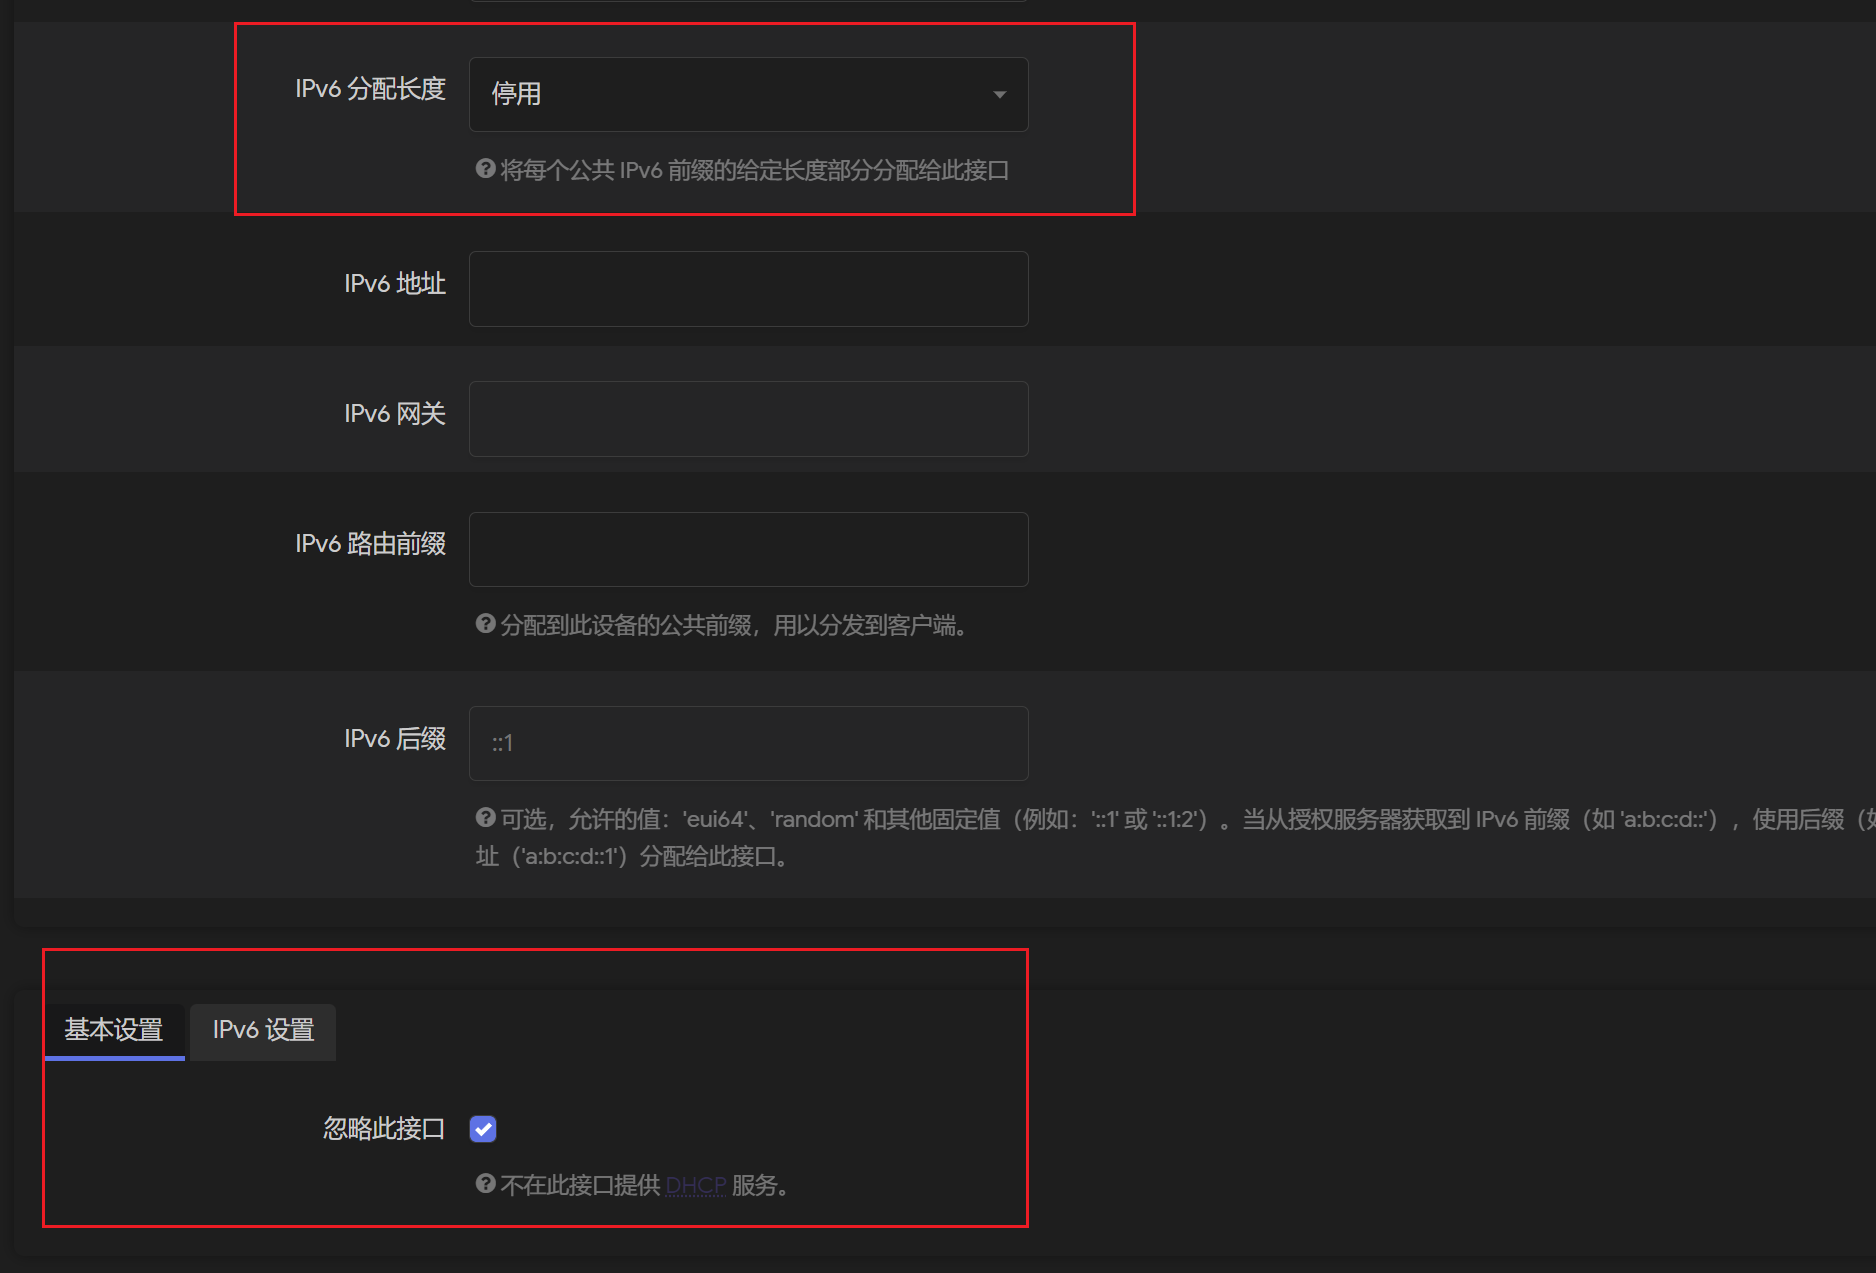 IPv6 分配长度
停用
将每个公共 IPv6 前缀的给定长度部分分配给此接口
IPv6 地址
IPv6 网关
IPv6 路由前缀
分配到此设备的公共前缀，用以分发到客户端。
IPv6 后缀
::1
可选，允许的值：'eui64'、'random' 和其他固定值（例如：'::1' 或 '::1:2'）。当从授权服务器获取到 IPv6 前缀（如 'a:b:c:d::'），使用后缀（
址（'a:b:c:d::1'）分配给此接口。
基本设置 IPv6 设置
忽略此接口
不在此接口提供 DHCP 服务。